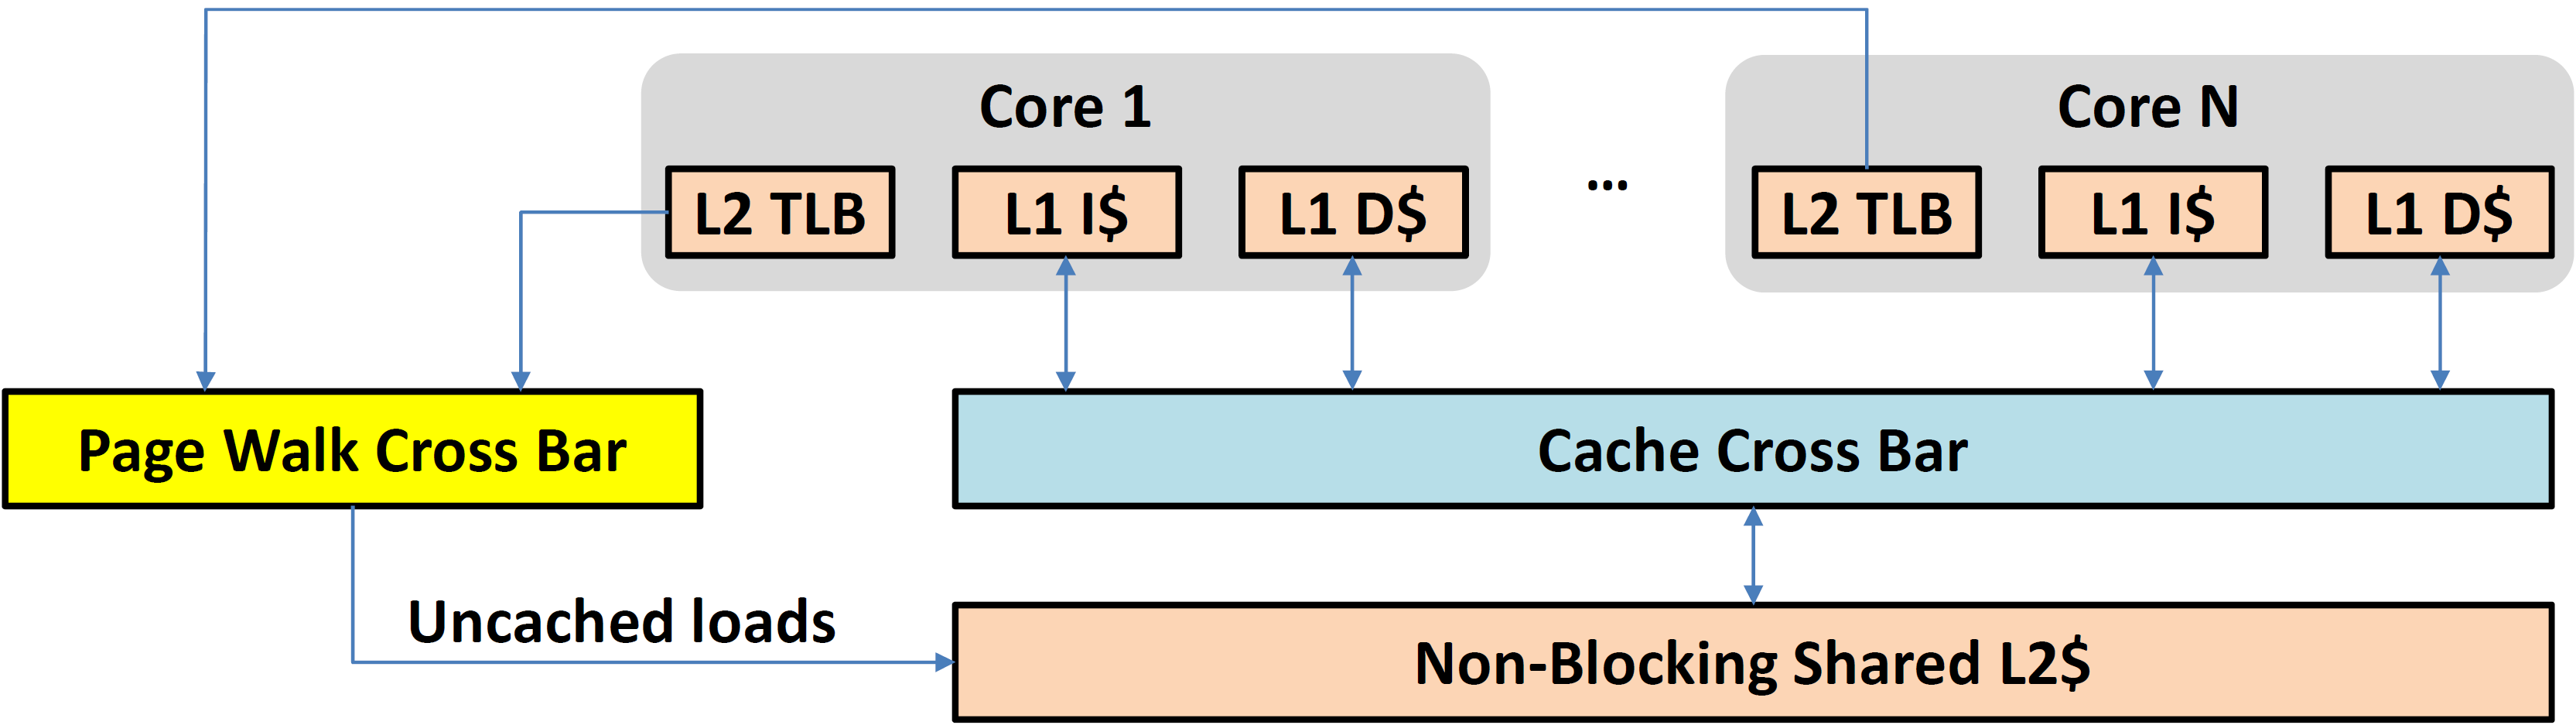 Core 1
Core N
L2 TLB
L1 I$
L1 D$
...
L2 TLB
L1 I$
L1 D$
Page Walk Cross Bar
Cache Cross Bar
Uncached loads
Non-Blocking Shared L2$